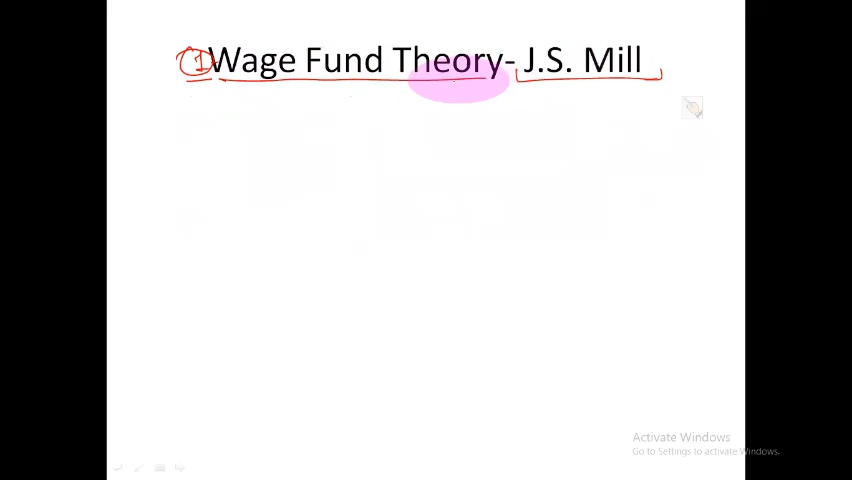 1 Wage Fund Theory- J.S. Mill
Activate Windows
Go to Settings to activate Windows.